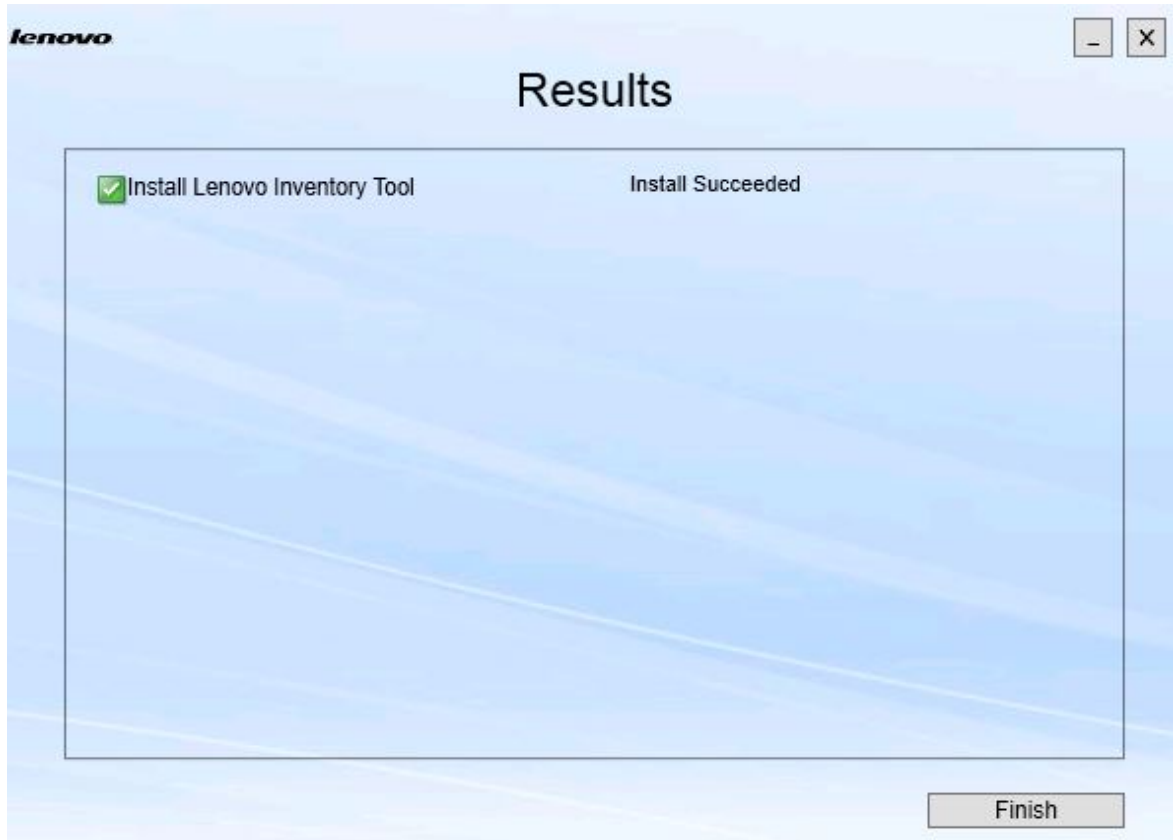 lenovo
_ X
Results
Install Lenovo Inventory Tool Install Succeeded
Finish